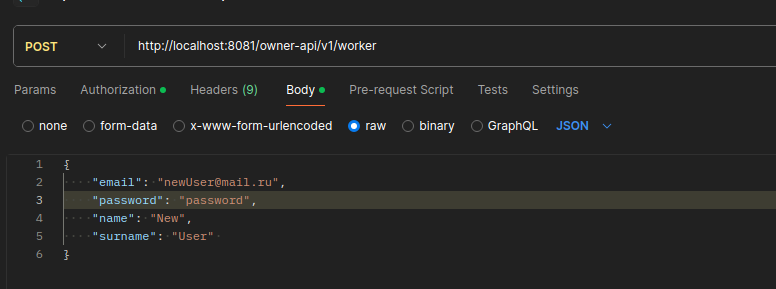 POST http://localhost:8081/owner-api/v1/worker
Params Authorization Headers (9) Body Pre-request Script Tests Settings
none form-data x-www-form-urlencoded raw binary GraphQL JSON
1 {
2 "email": "newUser@mail.ru",
3 "password": "password",
4 "name": "New",
5 "surname": "User"
6 }